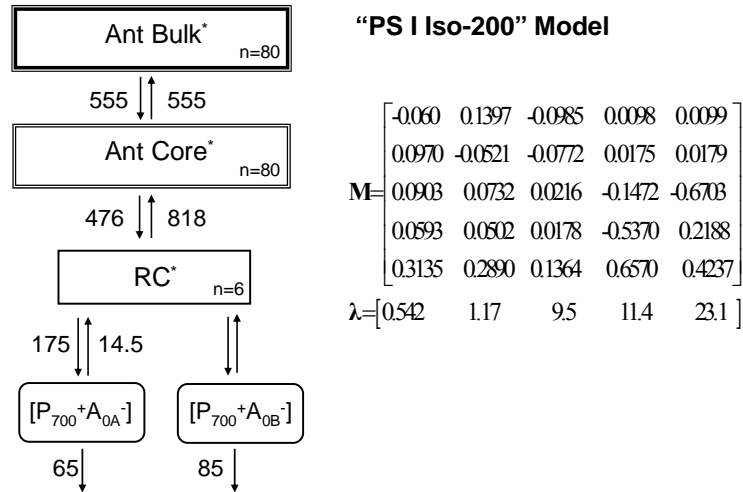 Ant Bulk*
n=80
555 555
Ant Core*
n=80
476 818
RC*
n=6
175 14.5
[P700+A0A-]
[P700+A0B-]
65
85
“PS I Iso-200” Model
M= -0.060 0.1397 -0.0985 0.0098 0.0099
0.0970 -0.0521 -0.0772 0.0175 0.0179
0.0903 0.0732 0.0216 -0.1472 -0.6703
0.0593 0.0502 0.0178 -0.5370 0.2188
0.3135 0.2890 0.1364 0.6570 0.4237
λ=[0.542 1.17 9.5 11.4 23.1 ]